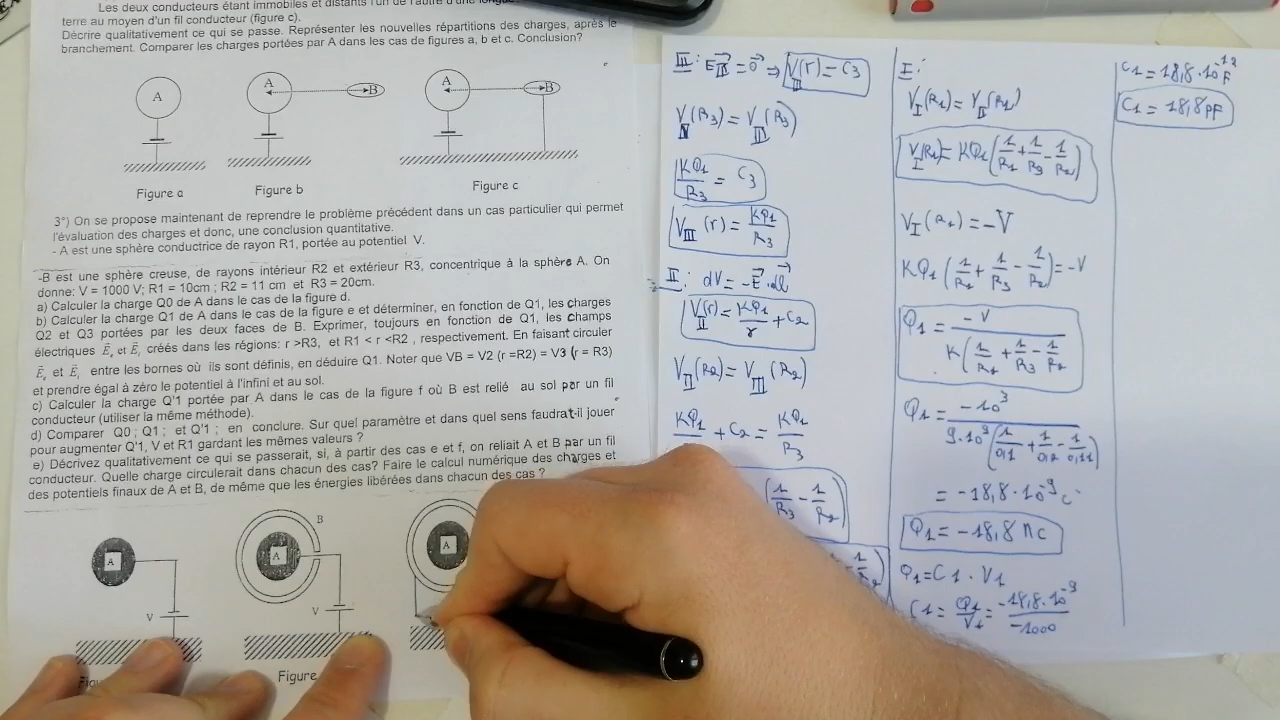 Les deux conducteurs étant immobiles et distants l'un de l'autre d'une
terre au moyen d'un fil conducteur (figure c).
Décrire qualitativement ce qui se passe. Représenter les nouvelles répartitions des charges, après le
branchement. Comparer les charges portées par A dans les cas de figures a, b et c. Conclusion?
A
A
B
A
B
Figure a
Figure b
Figure c
3°) On se propose maintenant de reprendre le problème précédent dans un cas particulier qui permet
l'évaluation des charges et donc, une conclusion quantitative.
- A est une sphère conductrice de rayon R1, portée au potentiel V.
-B est une sphère creuse, de rayons intérieur R2 et extérieur R3, concentrique à la sphère A. On
donne: V = 1000 V; R1 = 10cm ; R2 = 11 cm et R3 = 20cm.
a) Calculer la charge Q0 de A dans le cas de la figure d.
b) Calculer la charge Q1 de A dans le cas de la figure e et déterminer, en fonction de Q1, les charges
Q2 et Q3 portées par les deux faces de B. Exprimer, toujours en fonction de Q1, les champs
électriques créés dans les régions: r >R3, et R1 < r <R2 , respectivement. En faisant circuler
entre les bornes où ils sont définis, en déduire Q1. Noter que VB = V2 (r =R2) = V3 (r = R3)
et prendre égal à zéro le potentiel à l'infini et au sol.
c) Calculer la charge Q'1 portée par A dans le cas de la figure f où B est relié au sol par un fil
conducteur (utiliser la même méthode).
d) Comparer Q0 ; Q1 ; et Q'1 ; en conclure. Sur quel paramètre et dans quel sens faudrat-il jouer
pour augmenter Q'1, V et R1 gardant les mêmes valeurs ?
e) Décrivez qualitativement ce qui se passerait, si, à partir des cas e et f, on reliait A et B par un fil
conducteur. Quelle charge circulerait dans chacun des cas? Faire le calcul numérique des charges et
des potentiels finaux de A et B, de même que les énergies libérées dans chacun des cas ?
A
V
B
A
V
Figure
A
III : E⃗III = 0⃗ ⇒ VIII(r) = C3
VIV(R3) = VIII(R3)
KQ1/R3 = C3
VIII(r) = KQ1/R3
II : dV = -E⃗.dl⃗
VII(r) = KQ1/r + C2
VII(R2) = VIII(R2)
+ C2 = KQ1/R3
(1/R3 - 1/R2)
I :
VI(R1) = VII(R1)
VI(R1) = KQ1(1/R1 + 1/R3 - 1/R2)
VI(R1) = -V
KQ1(1/R1 + 1/R3 - 1/R2) = -V
Q1 = -V/K(1/R1 + 1/R3 - 1/R2)
Q1 = -10³/9.10⁹(1/0,1 + 1/0,2 - 1/0,11)
= -18,8.10⁻⁹ C
Q1 = -18,8 nC
Q1 = C1 . V1
C1 = Q1/V1 = -18,8.10⁻⁹/-1000
C1 = 18,8.10⁻¹² F
C1 = 18,8 pF